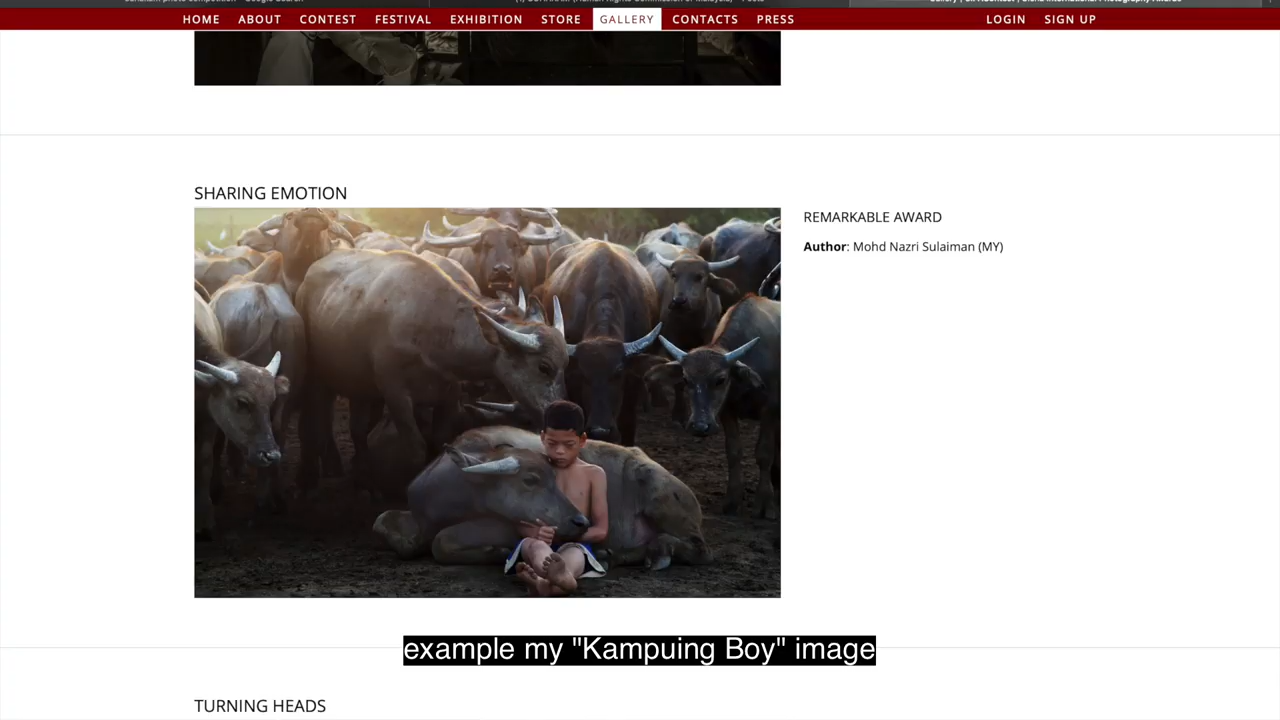 HOME ABOUT CONTEST FESTIVAL EXHIBITION STORE GALLERY CONTACTS PRESS LOGIN SIGN UP
SHARING EMOTION
REMARKABLE AWARD
Author: Mohd Nazri Sulaiman (MY)
example my "Kampuing Boy" image
TURNING HEADS